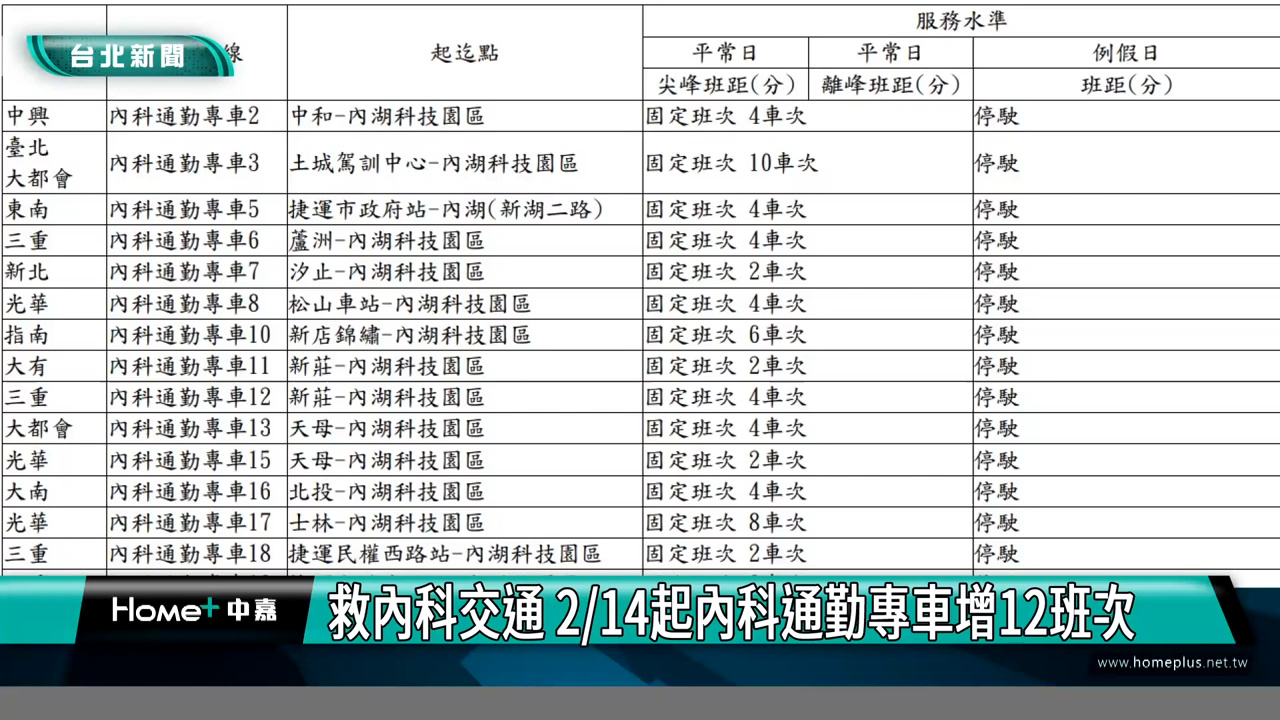 台北新聞
線 起迄點 服務水準
平常日 平常日 例假日
尖峰班距(分) 離峰班距(分) 班距(分)
中興 內科通勤專車2 中和-內湖科技園區 固定班次 4車次 停駛
臺北
大都會 內科通勤專車3 土城駕訓中心-內湖科技園區 固定班次 10車次 停駛
東南 內科通勤專車5 捷運市政府站-內湖(新湖二路) 固定班次 4車次 停駛
三重 內科通勤專車6 蘆洲-內湖科技園區 固定班次 4車次 停駛
新北 內科通勤專車7 汐止-內湖科技園區 固定班次 2車次 停駛
光華 內科通勤專車8 松山車站-內湖科技園區 固定班次 4車次 停駛
指南 內科通勤專車10 新店錦繡-內湖科技園區 固定班次 6車次 停駛
大有 內科通勤專車11 新莊-內湖科技園區 固定班次 2車次 停駛
三重 內科通勤專車12 新莊-內湖科技園區 固定班次 4車次 停駛
大都會 內科通勤專車13 天母-內湖科技園區 固定班次 4車次 停駛
光華 內科通勤專車15 天母-內湖科技園區 固定班次 2車次 停駛
大南 內科通勤專車16 北投-內湖科技園區 固定班次 4車次 停駛
光華 內科通勤專車17 士林-內湖科技園區 固定班次 8車次 停駛
三重 內科通勤專車18 捷運民權西路站-內湖科技園區 固定班次 2車次 停駛
Home+ 中嘉 救內科交通 2/14起內科通勤專車增12班次
www.homeplus.net.tw